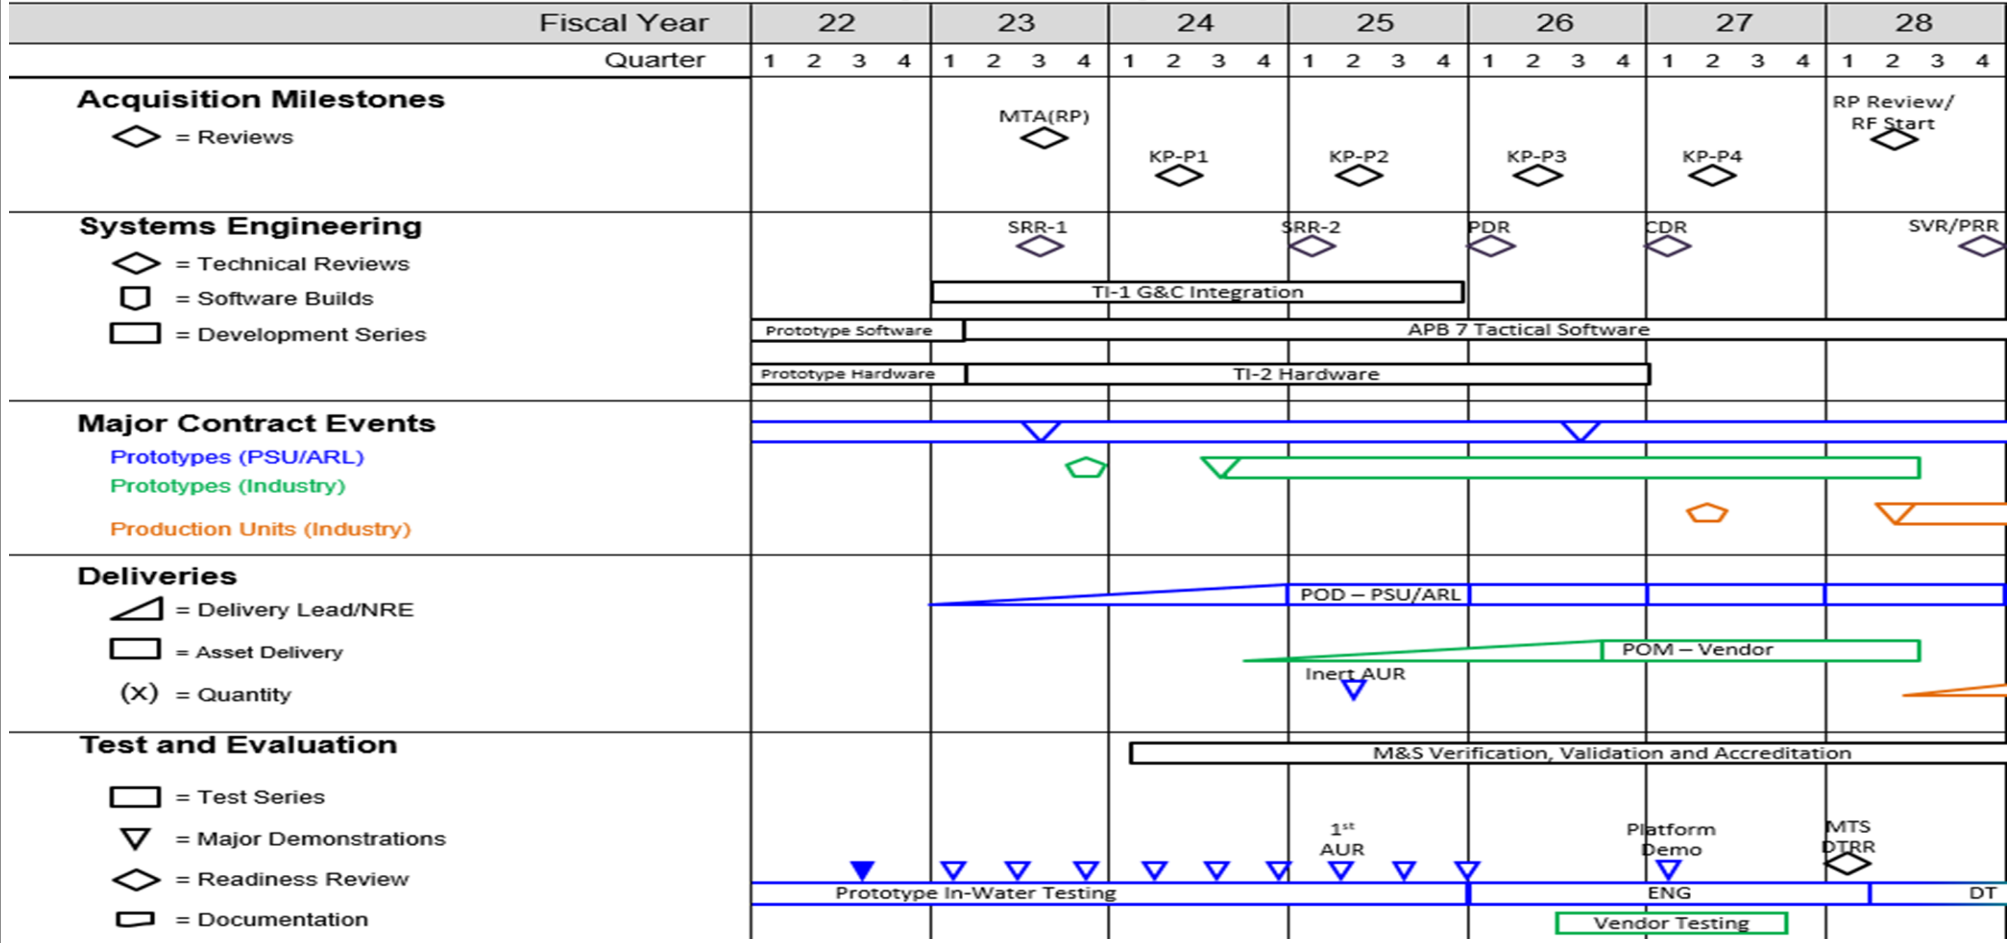 Fiscal Year 22 23 24 25 26 27 28
Quarter 1 2 3 4 1 2 3 4 1 2 3 4 1 2 3 4 1 2 3 4 1 2 3 4 1 2 3 4
Acquisition Milestones
= Reviews
MTA(RP)
KP-P1
KP-P2
KP-P3
KP-P4
RP Review/
RF Start
Systems Engineering
= Technical Reviews
= Software Builds
= Development Series
SRR-1
SRR-2
PDR
CDR
SVR/PRR
TI-1 G&C Integration
Prototype Software
APB 7 Tactical Software
Prototype Hardware
TI-2 Hardware
Major Contract Events
Prototypes (PSU/ARL)
Prototypes (Industry)
Production Units (Industry)
Deliveries
= Delivery Lead/NRE
= Asset Delivery
(x) = Quantity
POD – PSU/ARL
POM – Vendor
Inert AUR
Test and Evaluation
= Test Series
= Major Demonstrations
= Readiness Review
= Documentation
M&S Verification, Validation and Accreditation
1st
AUR
Platform
Demo
MTS
DTRR
Prototype In-Water Testing
ENG
DT
Vendor Testing